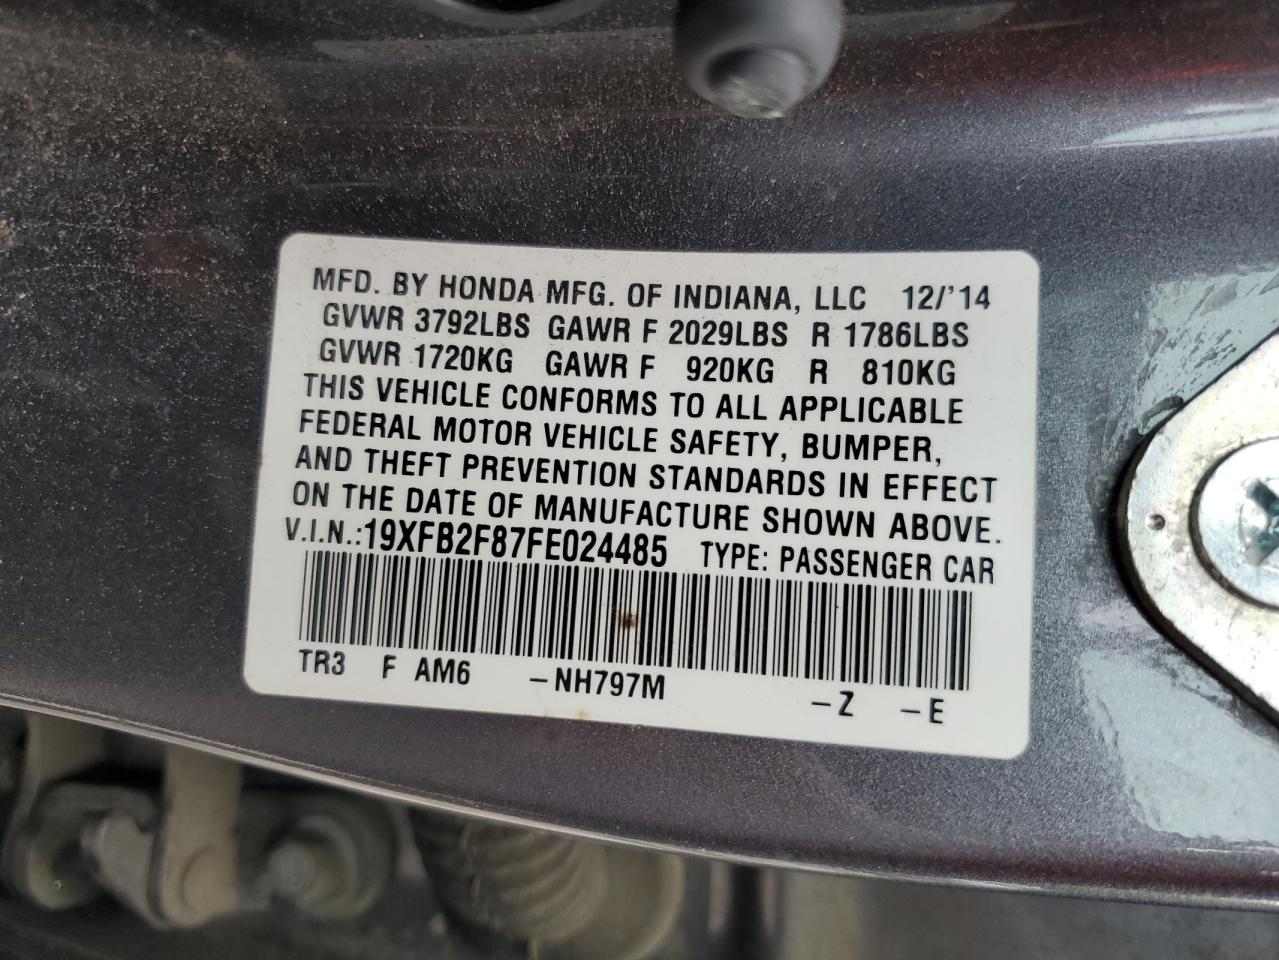 MFD. BY HONDA MFG. OF INDIANA, LLC 12/'14
GVWR 3792LBS GAWR F 2029LBS R 1786LBS
GVWR 1720KG GAWR F 920KG R 810KG
THIS VEHICLE CONFORMS TO ALL APPLICABLE
FEDERAL MOTOR VEHICLE SAFETY, BUMPER,
AND THEFT PREVENTION STANDARDS IN EFFECT
ON THE DATE OF MANUFACTURE SHOWN ABOVE.
V.I.N.:19XFB2F87FE024485 TYPE: PASSENGER CAR
TR3 F AM6 –NH797M –Z –E